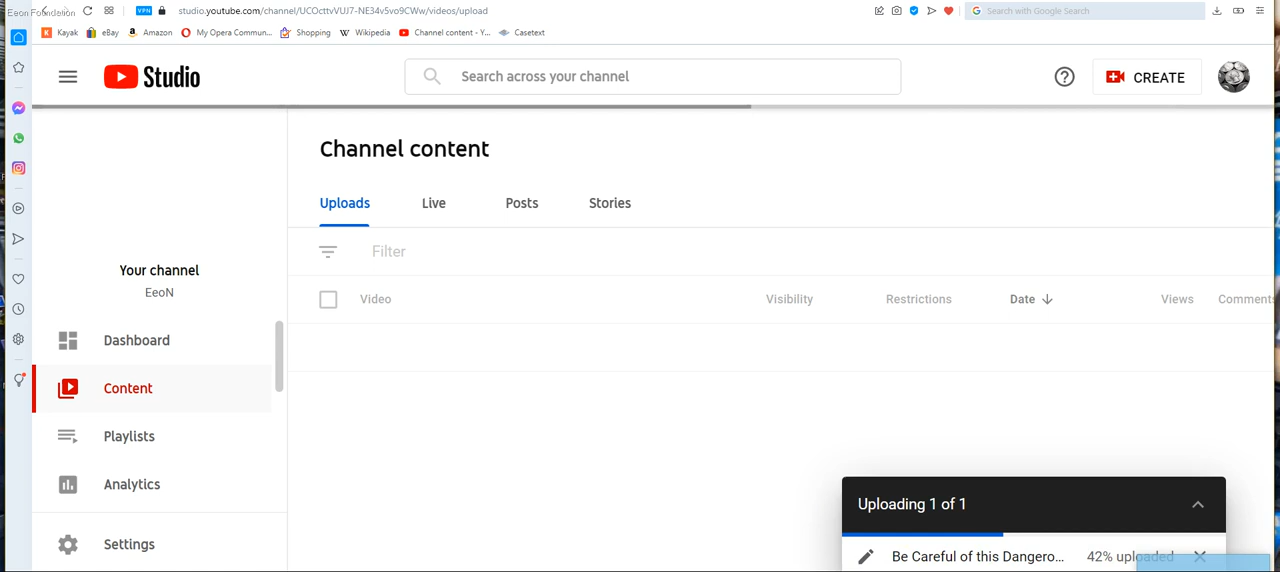 Eeon Foundation
VPN
studio.youtube.com/channel/UCOcttvVUJ7-NE34v5vo9CWw/videos/upload
Search with Google Search
Kayak
eBay
Amazon
My Opera Commun...
Shopping
Wikipedia
Channel content - Y...
Casetext
Studio
Search across your channel
CREATE
Channel content
Uploads
Live
Posts
Stories
Filter
Video
Visibility
Restrictions
Date
Views
Comments
Your channel
EeoN
Dashboard
Content
Playlists
Analytics
Settings
Uploading 1 of 1
Be Careful of this Dangero...
42% uploaded